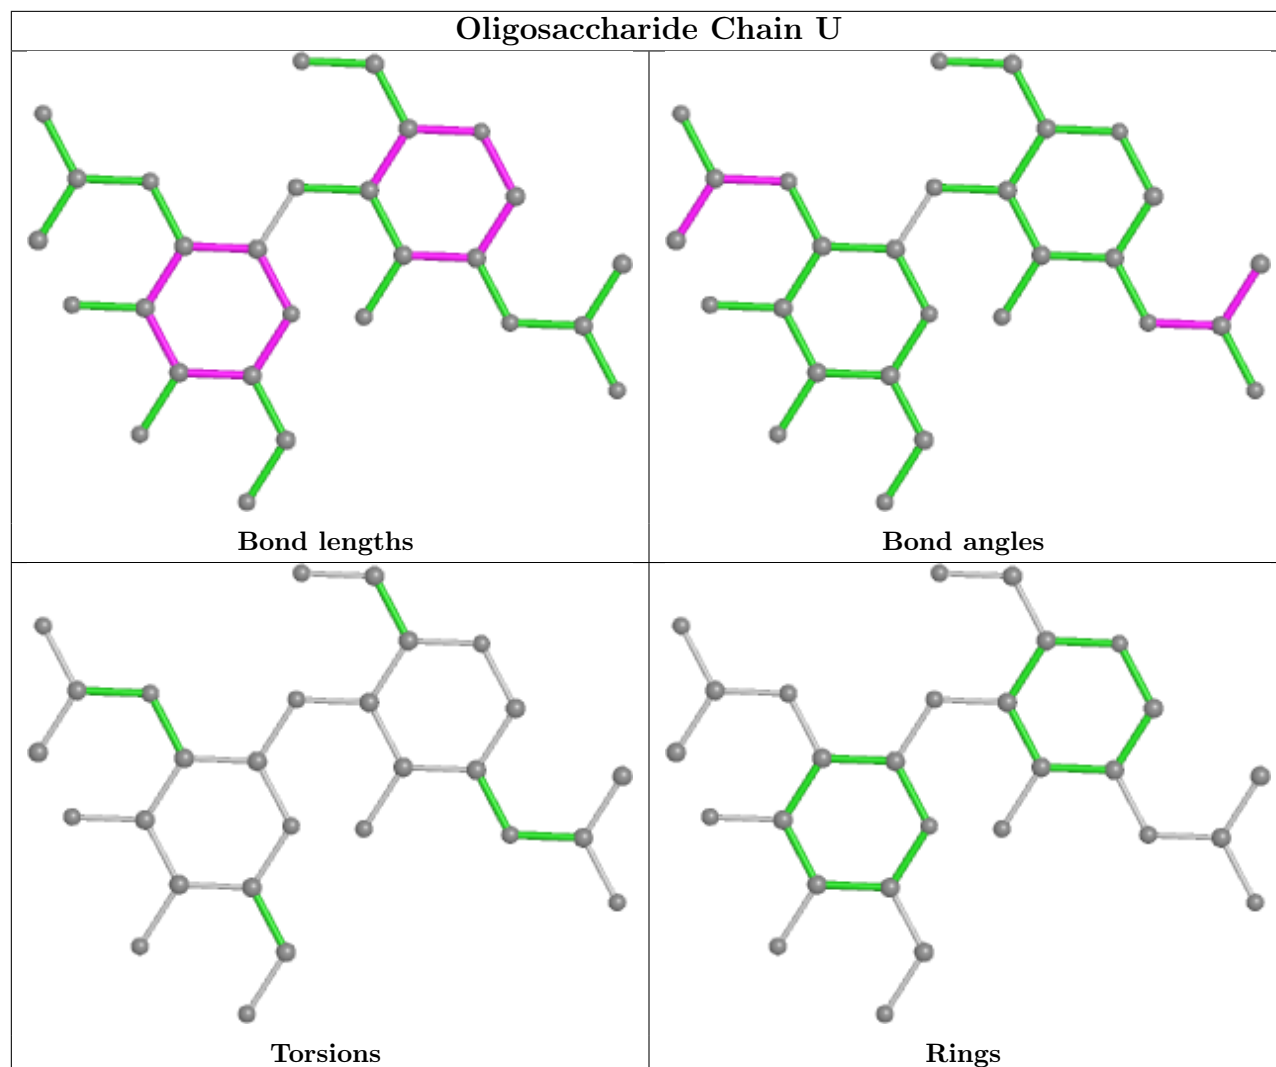 Oligosaccharide Chain U
Bond lengths
Bond angles
Torsions
Rings